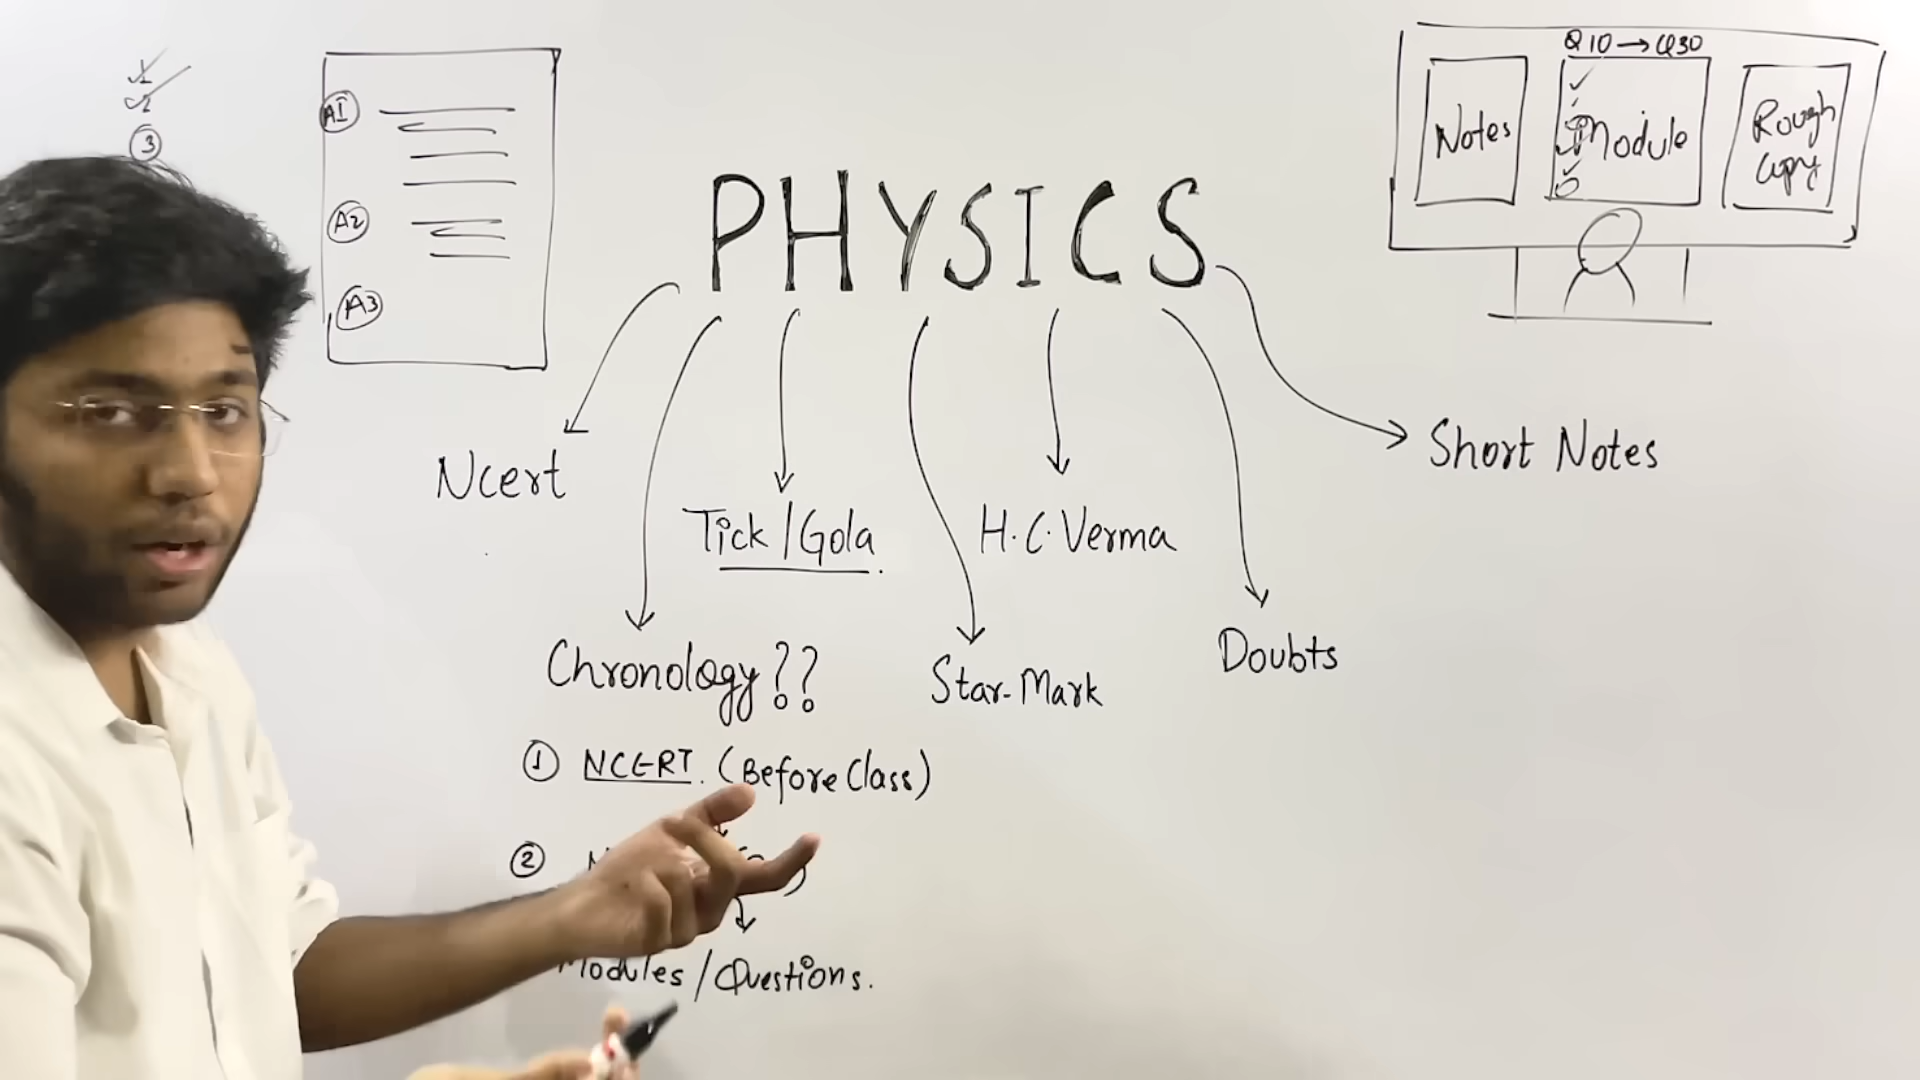 3
A1
A2
A3
Q10 → Q30
Notes
Module
Rough
Copy
PHYSICS
Ncert
Tick/Gola.
H.C.Verma
Short Notes
Chronology??
Star-Mark
Doubts
① NCERT. (Before Class)
②
Modules/Questions.